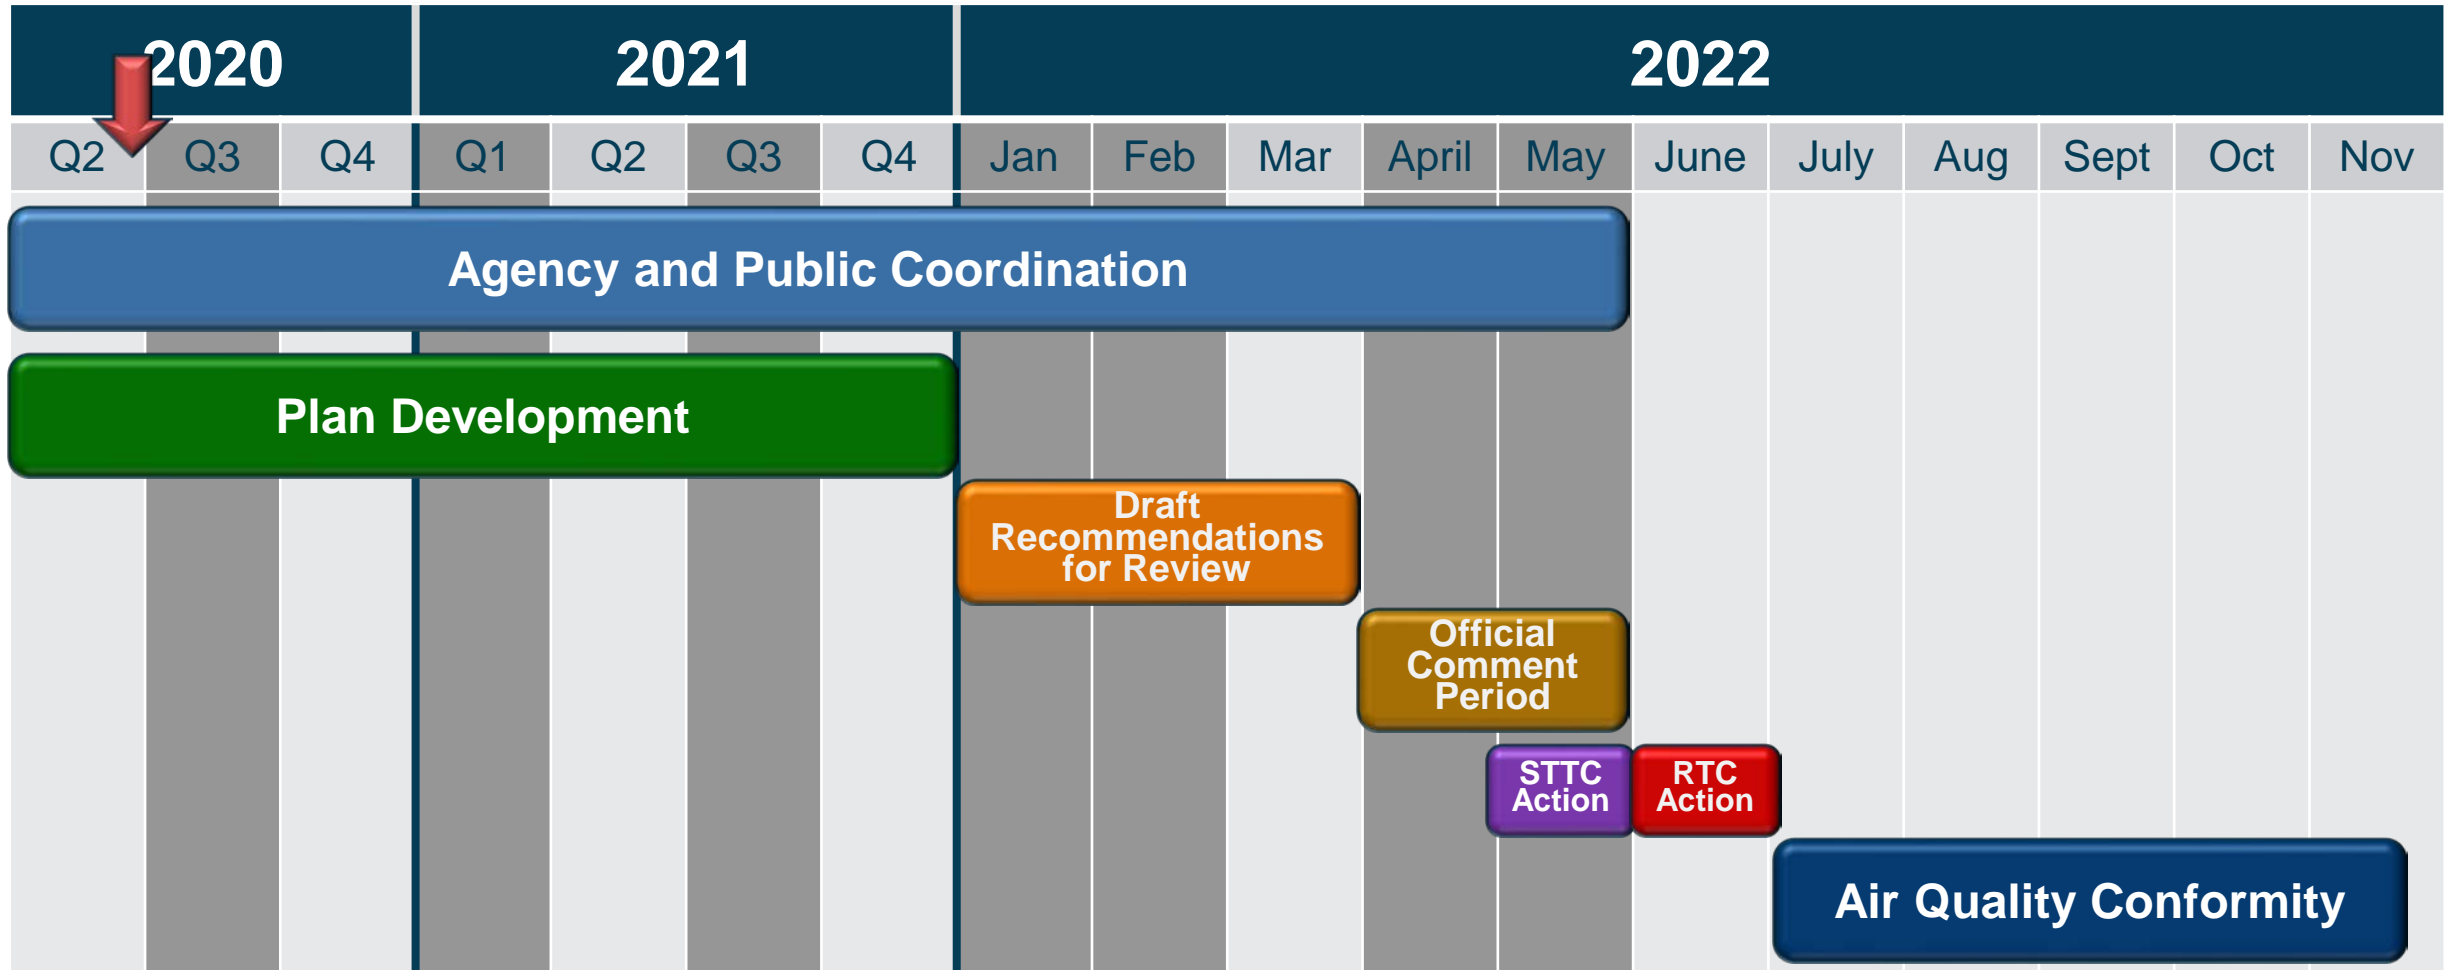 2020 2021 2022
Q2 Q3 Q4 Q1 Q2 Q3 Q4 Jan Feb Mar April May June July Aug Sept Oct Nov
Agency and Public Coordination
Plan Development
Draft
Recommendations
for Review
Official
Comment
Period
STTC
Action
RTC
Action
Air Quality Conformity